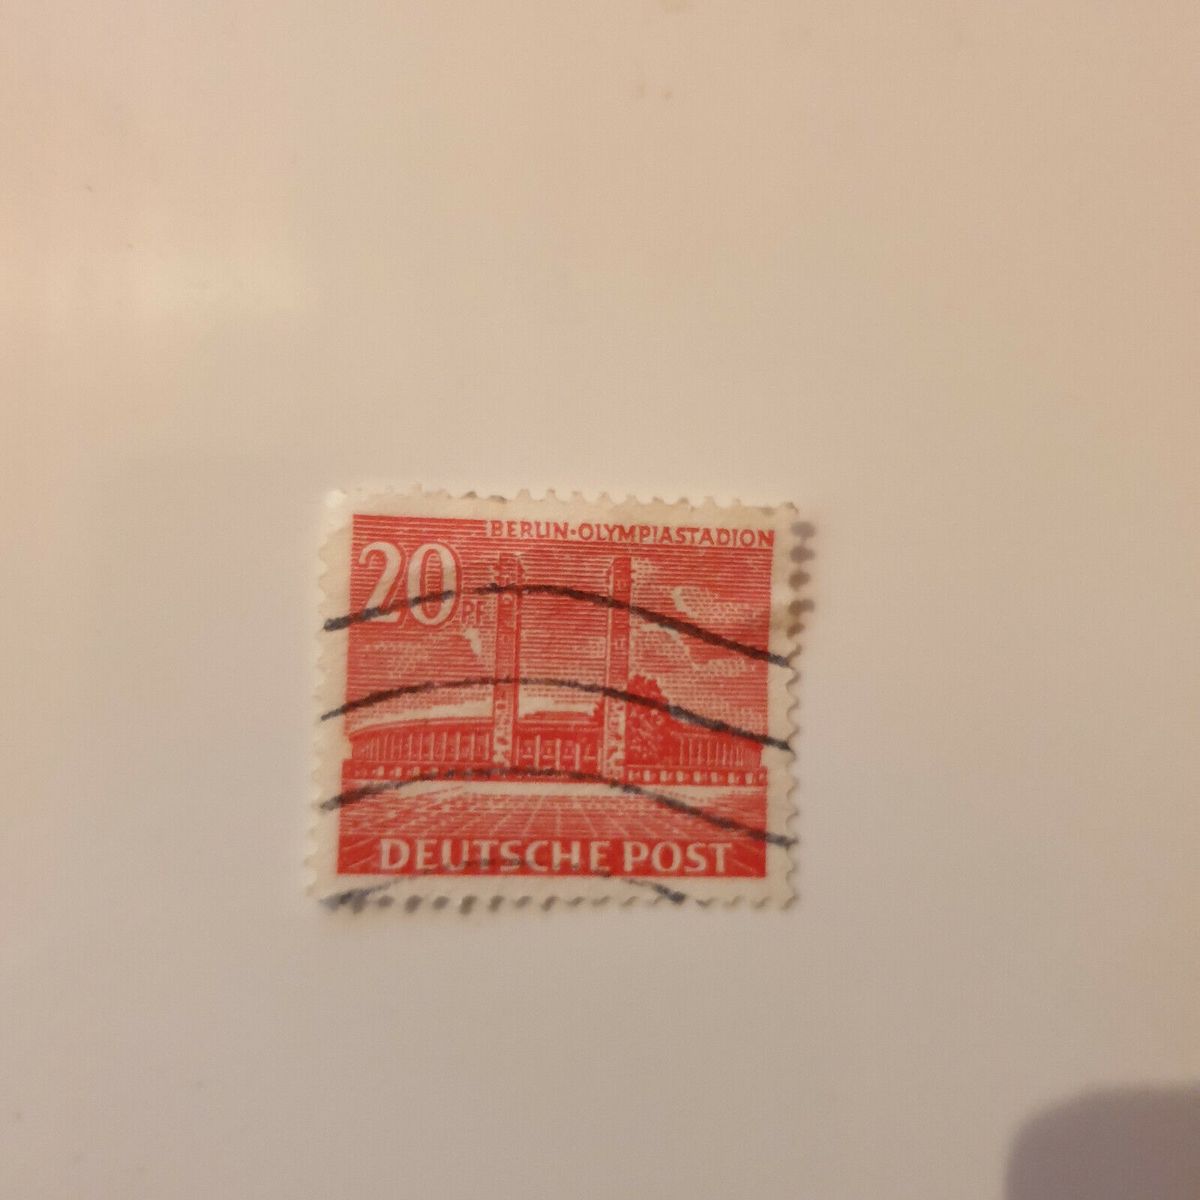 BERLIN·OLYMPIASTADION
20 PF
DEUTSCHE POST